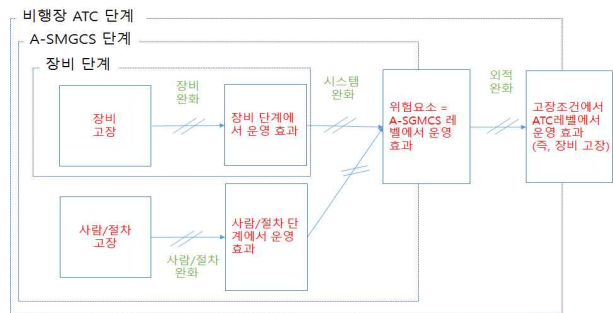 비행장 ATC 단계
A-SMGCS 단계
장비 단계
장비
완화
시스템
완화
외적
완화
장비
고장
장비 단계에
서 운영 효과
위험요소 =
A-SGMCS 레
벨에서 운영
효과
고장조건에서
ATC레벨에서
운영 효과
(즉, 장비 고장)
사람/절차
고장
사람/절차
완화
사람/절차 단
계에서 운영
효과